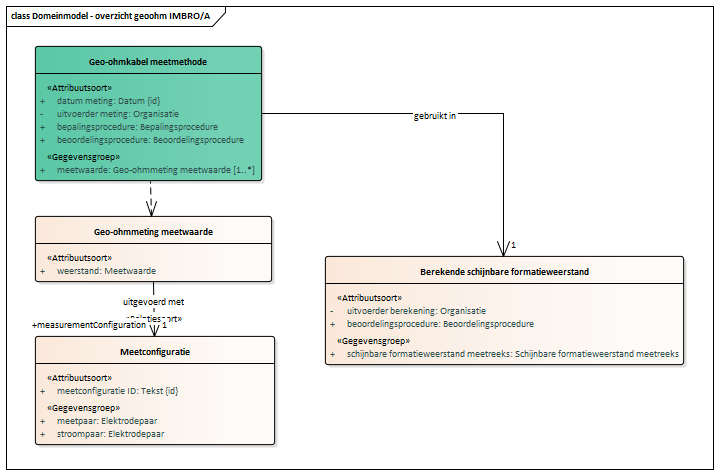 class Domeinmodel - overzicht geoohm IMBRO/A
Geo-ohmkabel meetmethode
«Attribuutsoort»
+ datum meting: Datum {id}
- uitvoerder meting: Organisatie
+ bepalingsprocedure: Bepalingsprocedure
+ beoordelingsprocedure: Beoordelingsprocedure
«Gegevensgroep»
+ meetwaarde: Geo-ohmmeting meetwaarde [1..*]
gebruikt in
1
Geo-ohmmeting meetwaarde
«Attribuutsoort»
+ weerstand: Meetwaarde
uitgevoerd met
+measurementConfiguration 1
Meetconfiguratie
«Attribuutsoort»
+ meetconfiguratie ID: Tekst {id}
«Gegevensgroep»
+ meetpaar: Elektrodepaar
+ stroompaar: Elektrodepaar
Berekende schijnbare formatieweerstand
«Attribuutsoort»
- uitvoerder berekening: Organisatie
+ beoordelingsprocedure: Beoordelingsprocedure
«Gegevensgroep»
+ schijnbare formatieweerstand meetreeks: Schijnbare formatieweerstand meetreeks